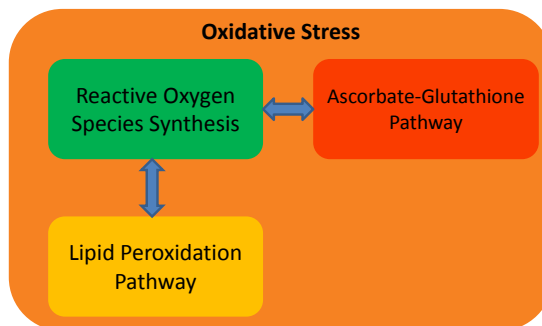 Oxidative Stress
Reactive Oxygen
Species Synthesis
Ascorbate-Glutathione
Pathway
Lipid Peroxidation
Pathway